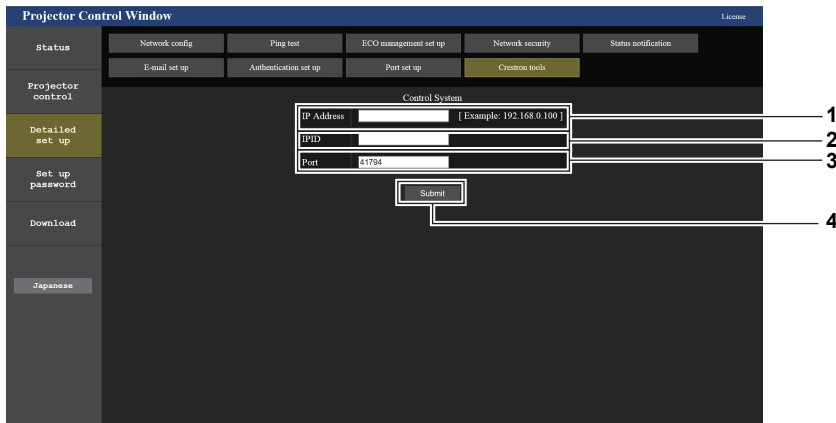 Projector Control Window
License
Status
Projector
control
Detailed
set up
Set up
password
Download
Japanese
Network config
Ping test
ECO management set up
Network security
Status notification
E-mail set up
Authentication set up
Port set up
Crestron tools
Control System
IP Address [ Example: 192.168.0.100 ]
IPID
Port 41794
Submit
1
2
3
4